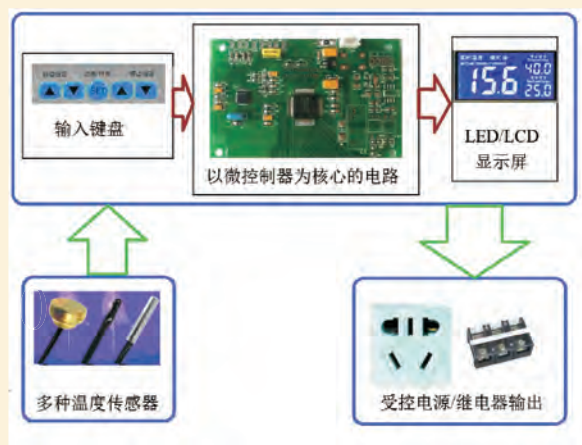 SET
15.6
40.0
25.0
输入键盘
以微控制器为核心的电路
LED/LCD
显示屏
多种温度传感器
受控电源/继电器输出